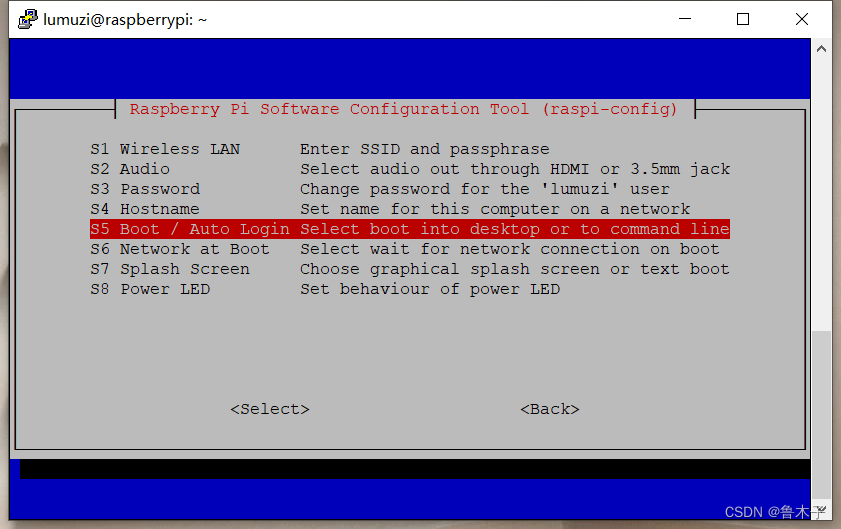 lumuzi@raspberrypi: ~
Raspberry Pi Software Configuration Tool (raspi-config)
S1 Wireless LAN Enter SSID and passphrase
S2 Audio Select audio out through HDMI or 3.5mm jack
S3 Password Change password for the 'lumuzi' user
S4 Hostname Set name for this computer on a network
S5 Boot / Auto Login Select boot into desktop or to command line
S6 Network at Boot Select wait for network connection on boot
S7 Splash Screen Choose graphical splash screen or text boot
S8 Power LED Set behaviour of power LED
<Select> <Back>
CSDN @鲁木子